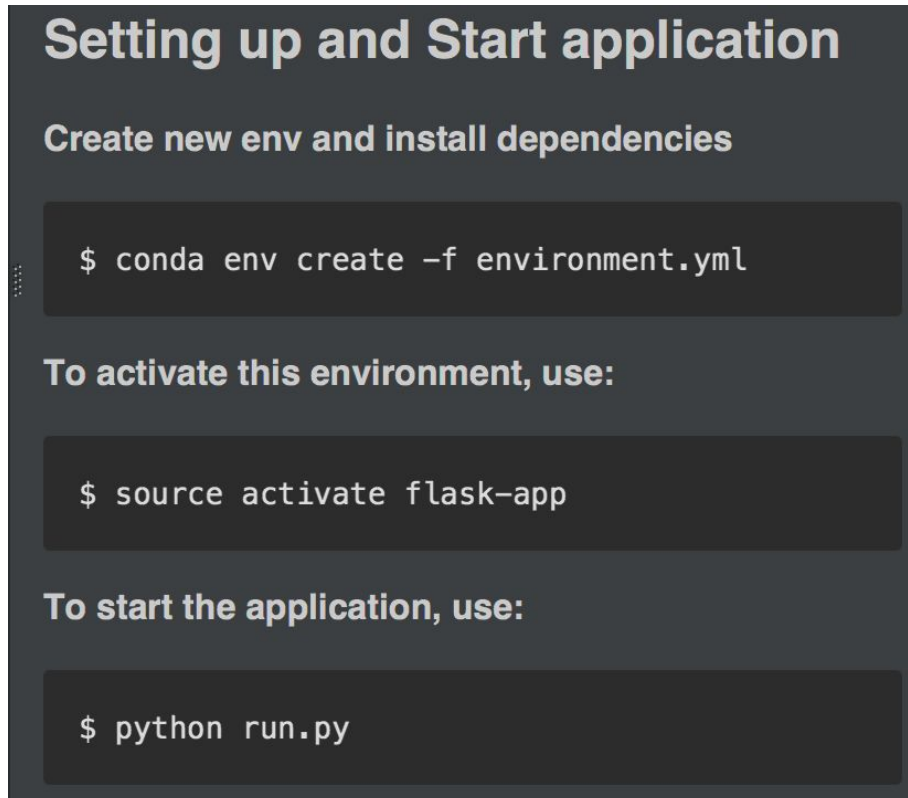 Setting up and Start application
Create new env and install dependencies
$ conda env create -f environment.yml
To activate this environment, use:
$ source activate flask-app
To start the application, use:
$ python run.py